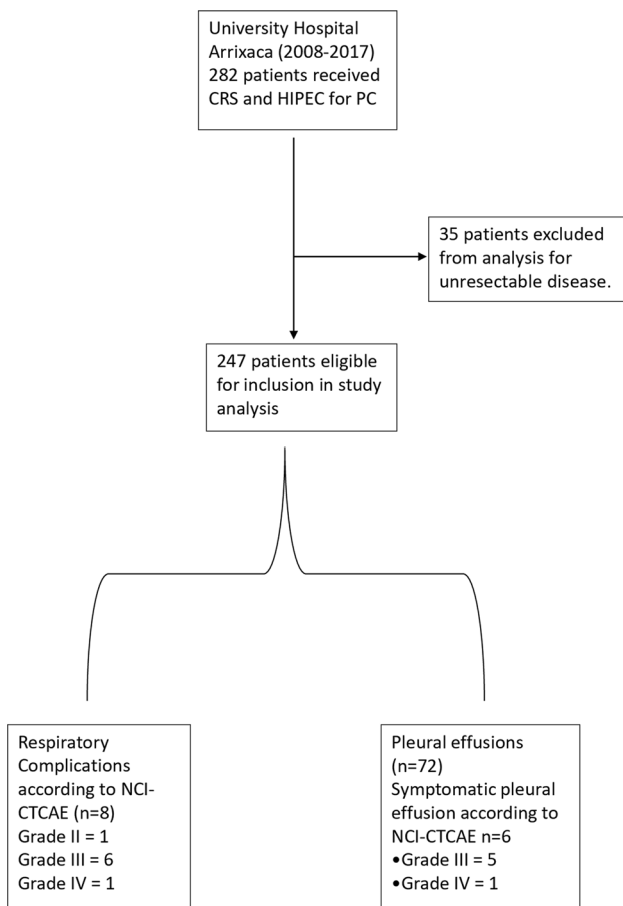 University Hospital
Arrixaca (2008-2017)
282 patients received
CRS and HIPEC for PC
35 patients excluded
from analysis for
unresectable disease.
247 patients eligible
for inclusion in study
analysis
Respiratory
Complications
according to NCI-
CTCAE (n=8)
Grade II = 1
Grade III = 6
Grade IV = 1
Pleural effusions
(n=72)
Symptomatic pleural
effusion according to
NCI-CTCAE n=6
•Grade III = 5
•Grade IV = 1